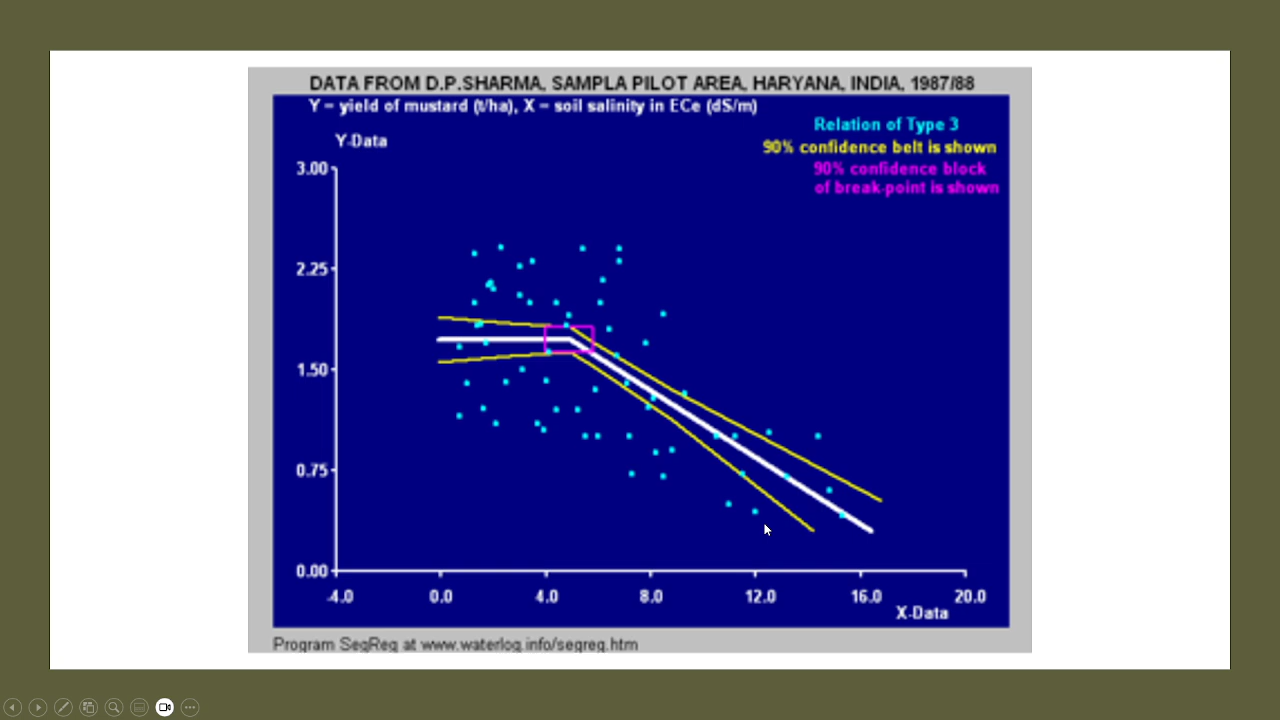 DATA FROM D.P.SHARMA, SAMPLA PILOT AREA, HARYANA, INDIA, 1987/88
Y = yield of mustard (t/ha), X = soil salinity in ECe (dS/m)
Relation of Type 3
Y-Data
90% confidence belt is shown
90% confidence block
of break-point is shown
3.00
2.25
1.50
0.75
0.00
-4.0 0.0 4.0 8.0 12.0 16.0 20.0
X-Data
Program SegReg at www.waterlog.info/segreg.htm